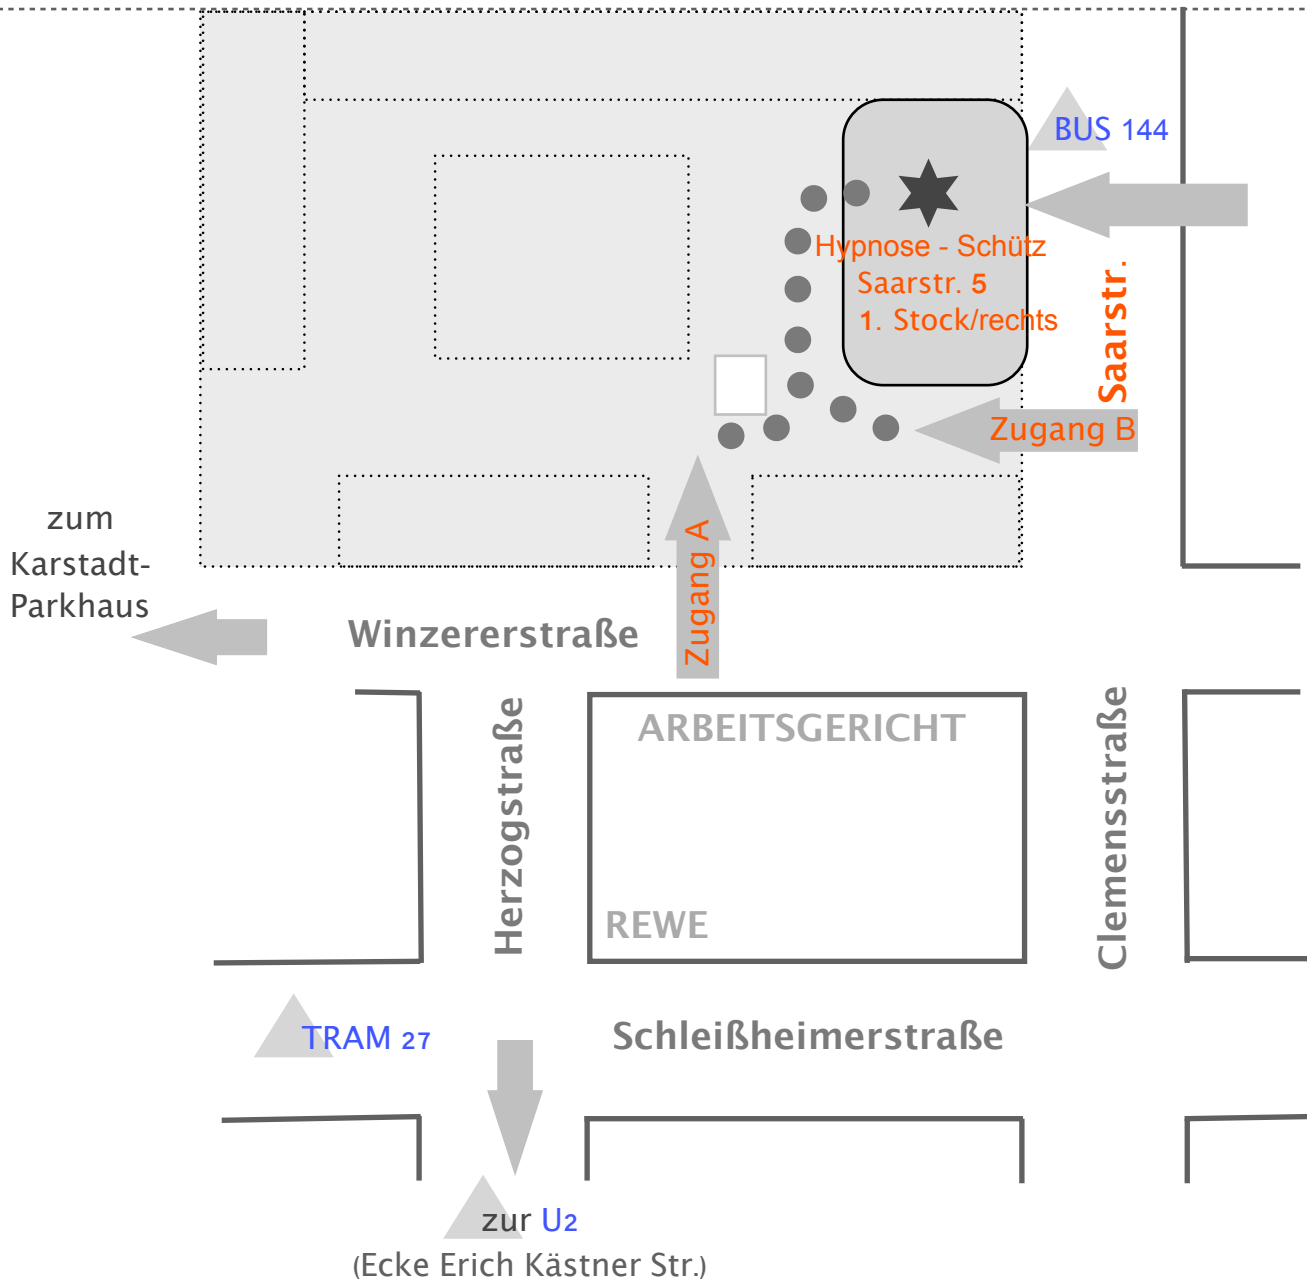 BUS 144
Hypnose - Schütz
Saarstr. 5
1. Stock/rechts
Saarstr.
Zugang B
Zugang A
zum
Karstadt-
Parkhaus
Winzererstraße
ARBEITSGERICHT
Herzogstraße
Clemensstraße
REWE
TRAM 27
Schleißheimerstraße
zur U2
(Ecke Erich Kästner Str.)